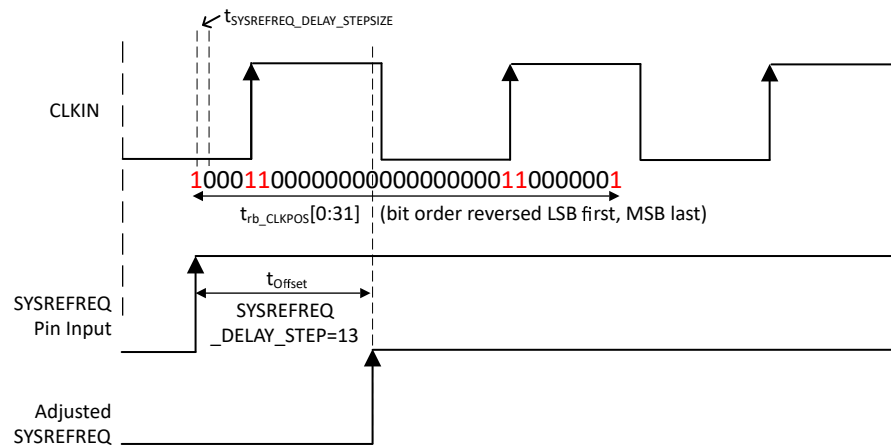 tSYSREFREQ_DELAY_STEPSIZE
CLKIN
10001100000000000000000110000001
trb_CLKPOS[0:31] (bit order reversed LSB first, MSB last)
tOffset
SYSREFREQ
Pin Input
SYSREFREQ
_DELAY_STEP=13
Adjusted
SYSREFREQ